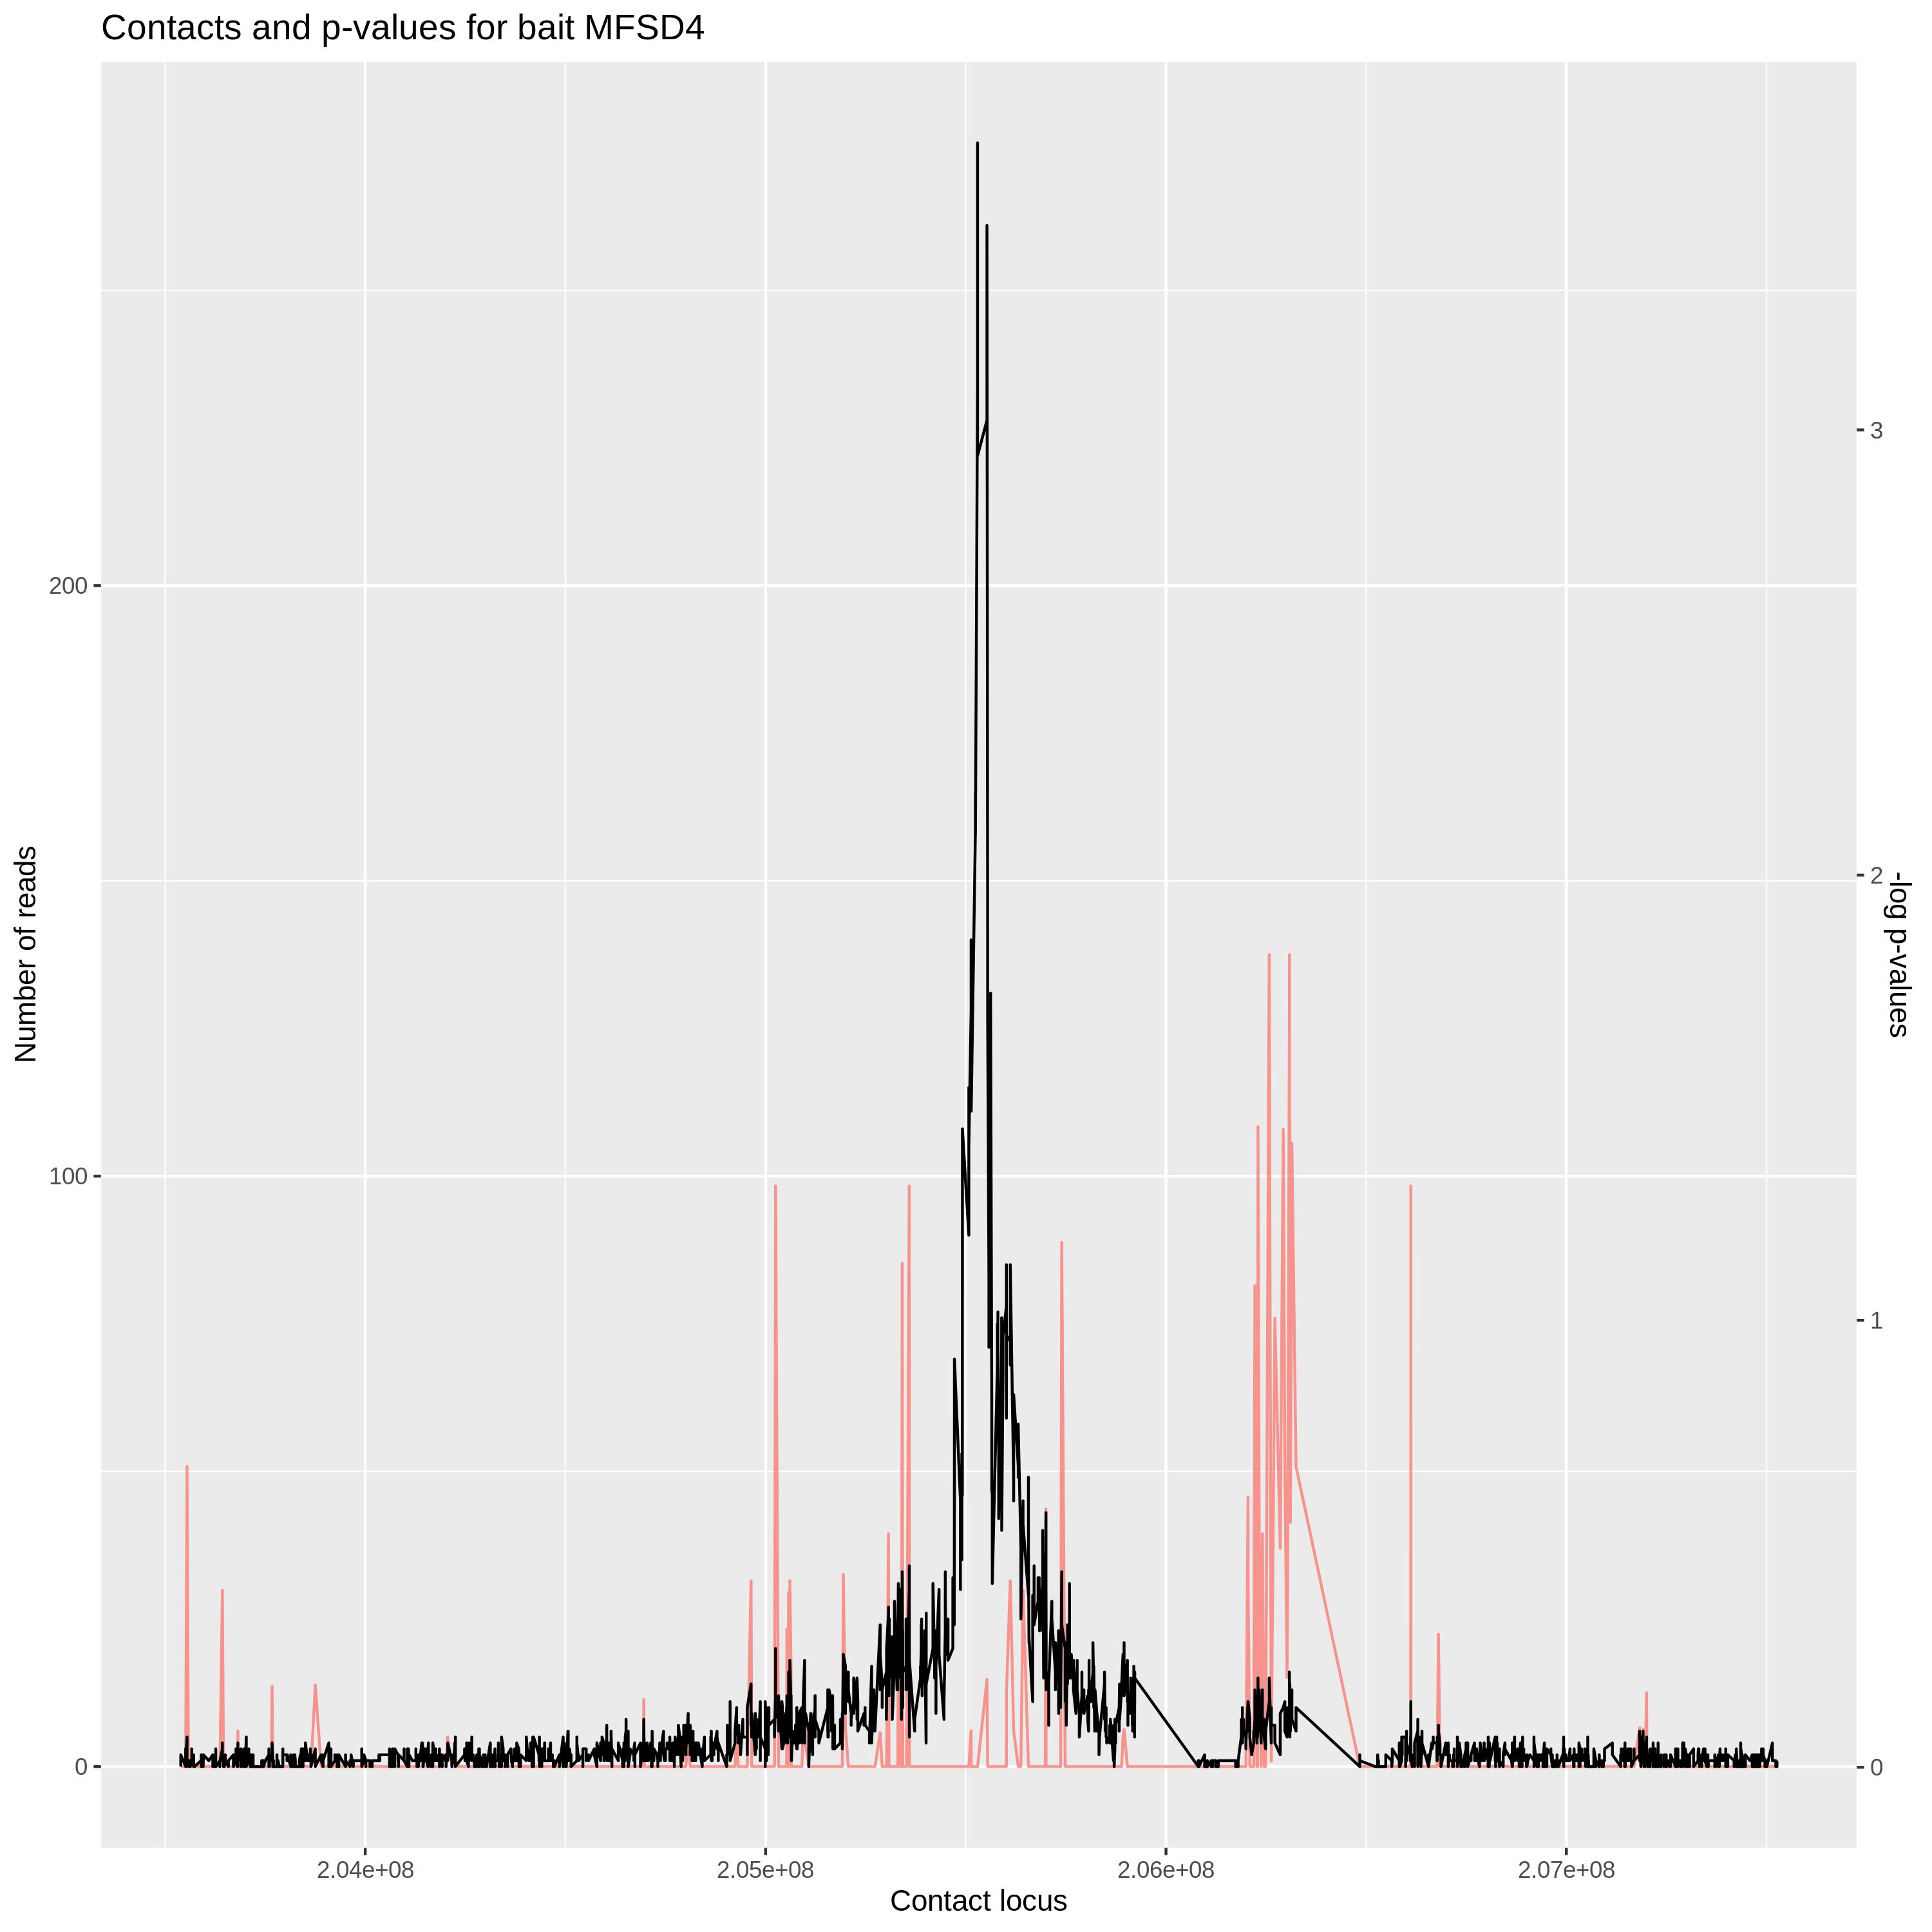 Contacts and p-values for bait MFSD4
Number of reads
200
100
0
3
2
1
0
-log p-values
2.04e+08
2.05e+08
2.06e+08
2.07e+08
Contact locus